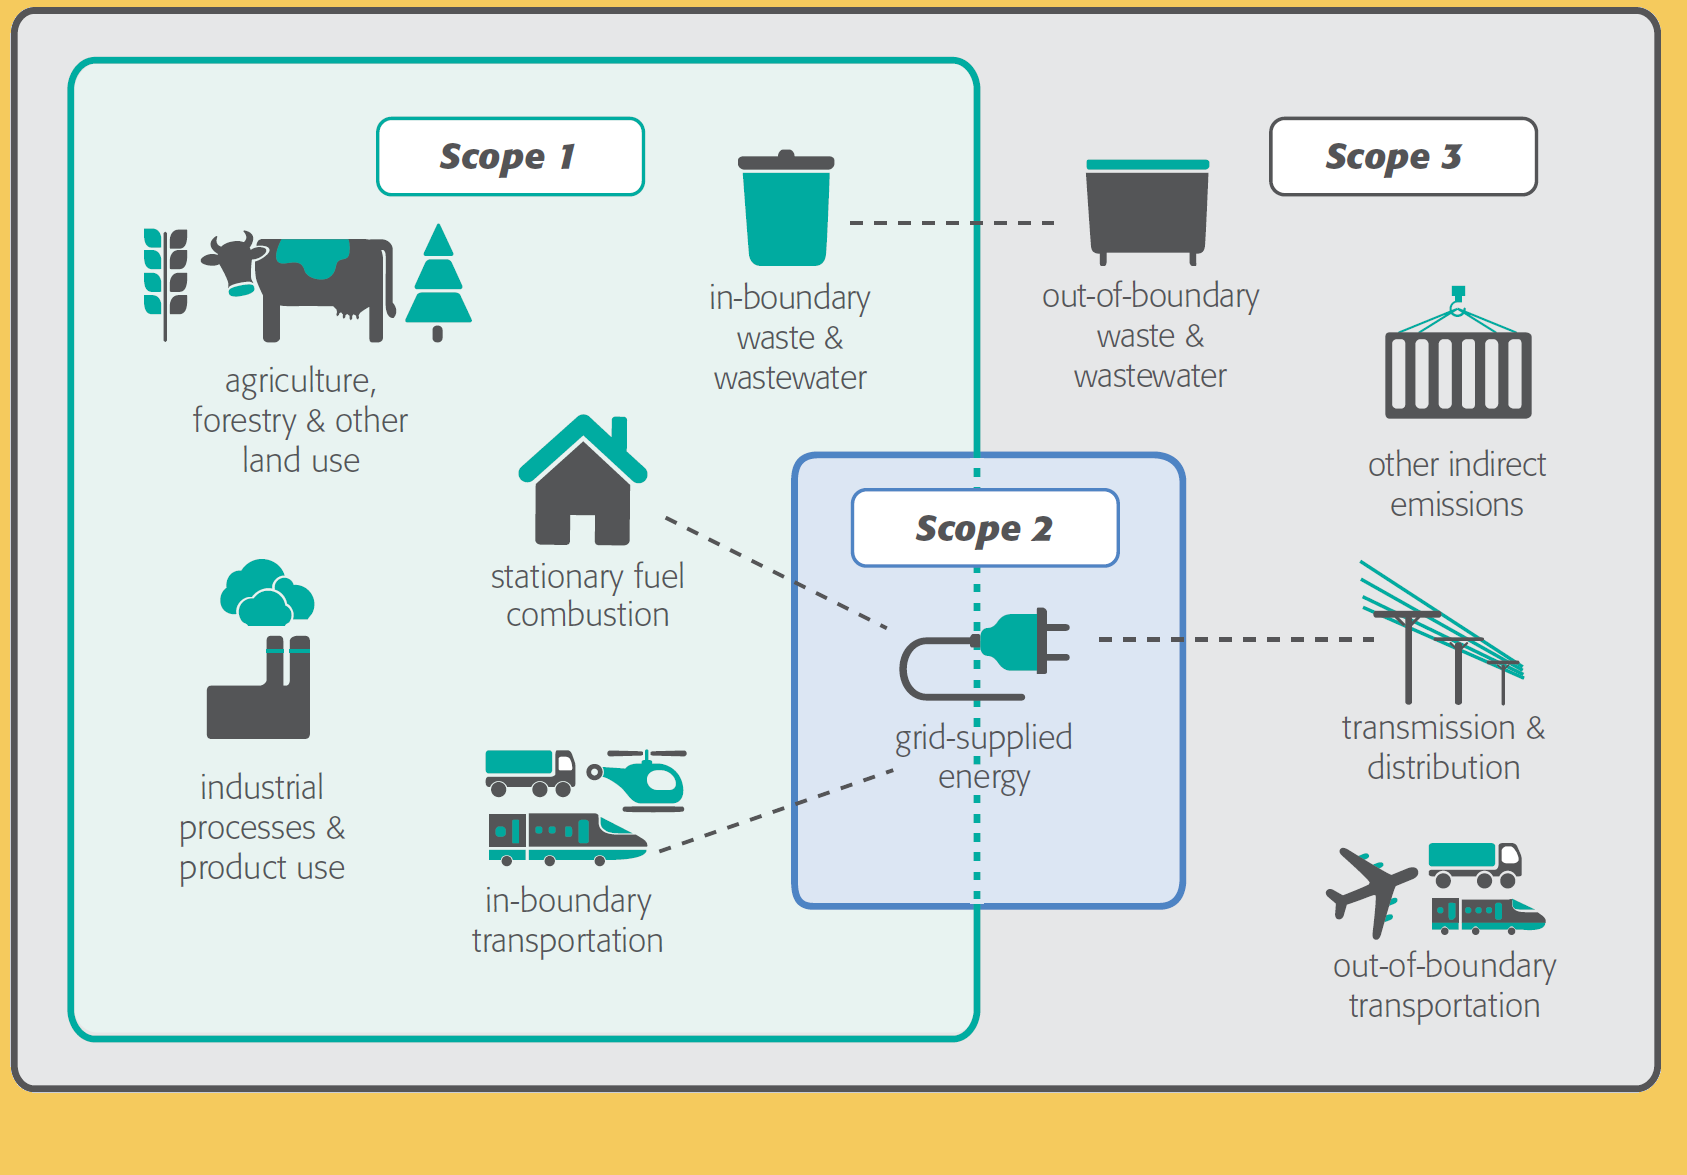 Scope 1
Scope 3
in-boundary
waste &
wastewater
out-of-boundary
waste &
wastewater
agriculture,
forestry & other
land use
other indirect
emissions
Scope 2
stationary fuel
combustion
grid-supplied
energy
transmission &
distribution
industrial
processes &
product use
in-boundary
transportation
out-of-boundary
transportation